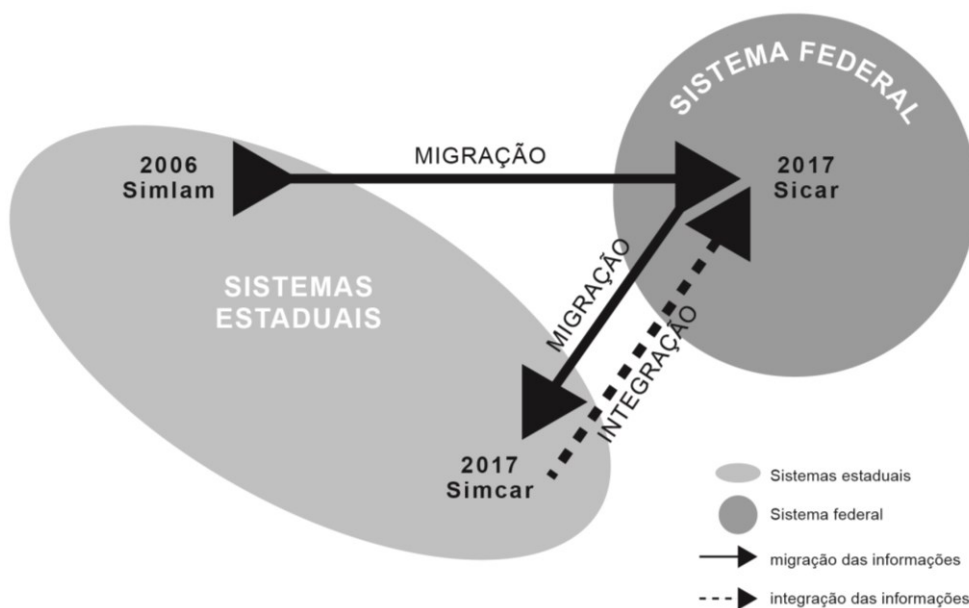 SISTEMA FEDERAL
MIGRAÇÃO
2006
Simlam
2017
Sicar
SISTEMAS
ESTADUAIS
MIGRAÇÃO
INTEGRAÇÃO
2017
Simcar
Sistemas estaduais
Sistema federal
migração das informações
integração das informações